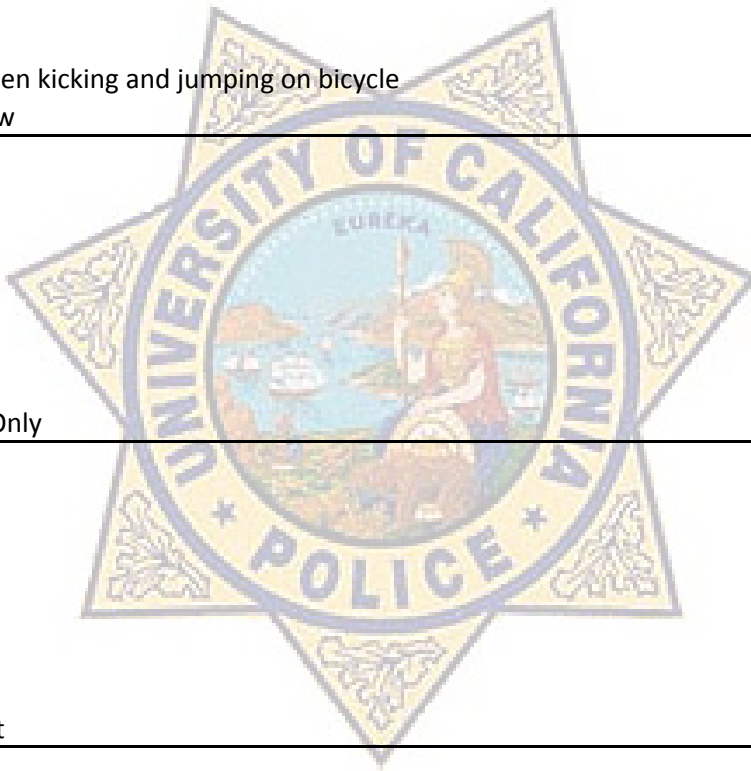 en kicking and jumping on bicycle
w
UNIVERSITY OF CALIFORNIA
EUREKA
Only
POLICE
t